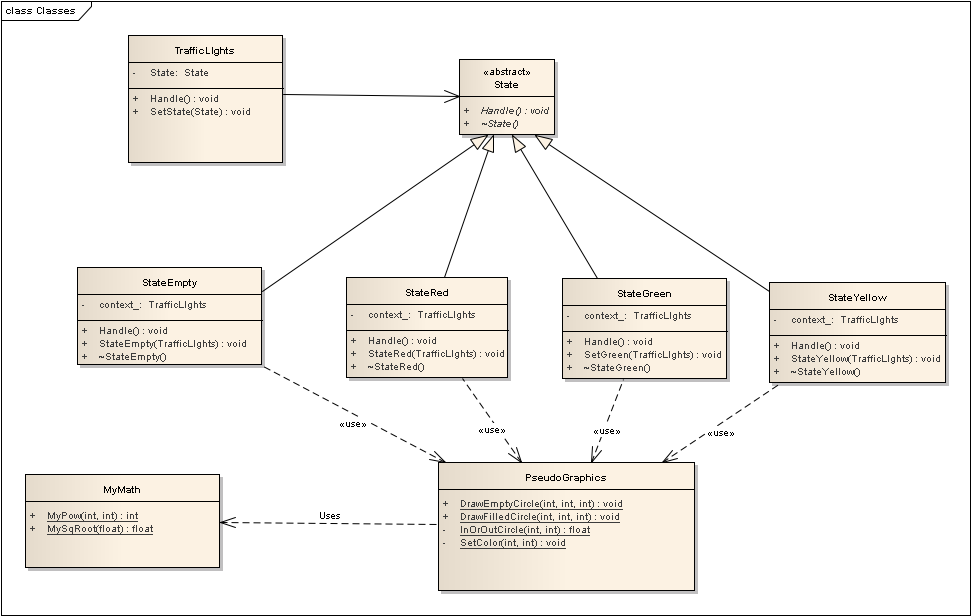 class Classes
TrafficLIghts
- State: State
+ Handle() : void
+ SetState(State) : void
«abstract»
State
+ Handle() : void
+ ~State()
StateEmpty
- context_: TrafficLIghts
+ Handle() : void
+ StateEmpty(TrafficLIghts) : void
+ ~StateEmpty()
StateRed
- context_: TrafficLIghts
+ Handle() : void
+ StateRed(TrafficLIghts) : void
+ ~StateRed()
StateGreen
- context_: TrafficLIghts
+ Handle() : void
+ SetGreen(TrafficLIghts) : void
+ ~StateGreen()
StateYellow
- context_: TrafficLIghts
+ Handle() : void
+ StateYellow(TrafficLIghts) : void
+ ~StateYellow()
«use»
«use»
«use»
«use»
MyMath
+ MyPow(int, int) : int
+ MySqRoot(float) : float
Uses
PseudoGraphics
+ DrawEmptyCircle(int, int, int) : void
+ DrawFilledCircle(int, int, int) : void
- InOrOutCircle(int, int) : float
- SetColor(int, int) : void